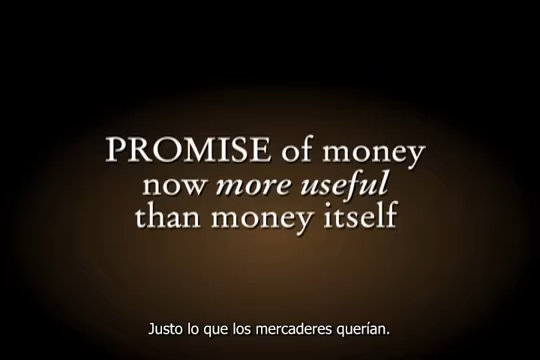 PROMISE of money
now more useful
than money itself
Justo lo que los mercaderes querían.